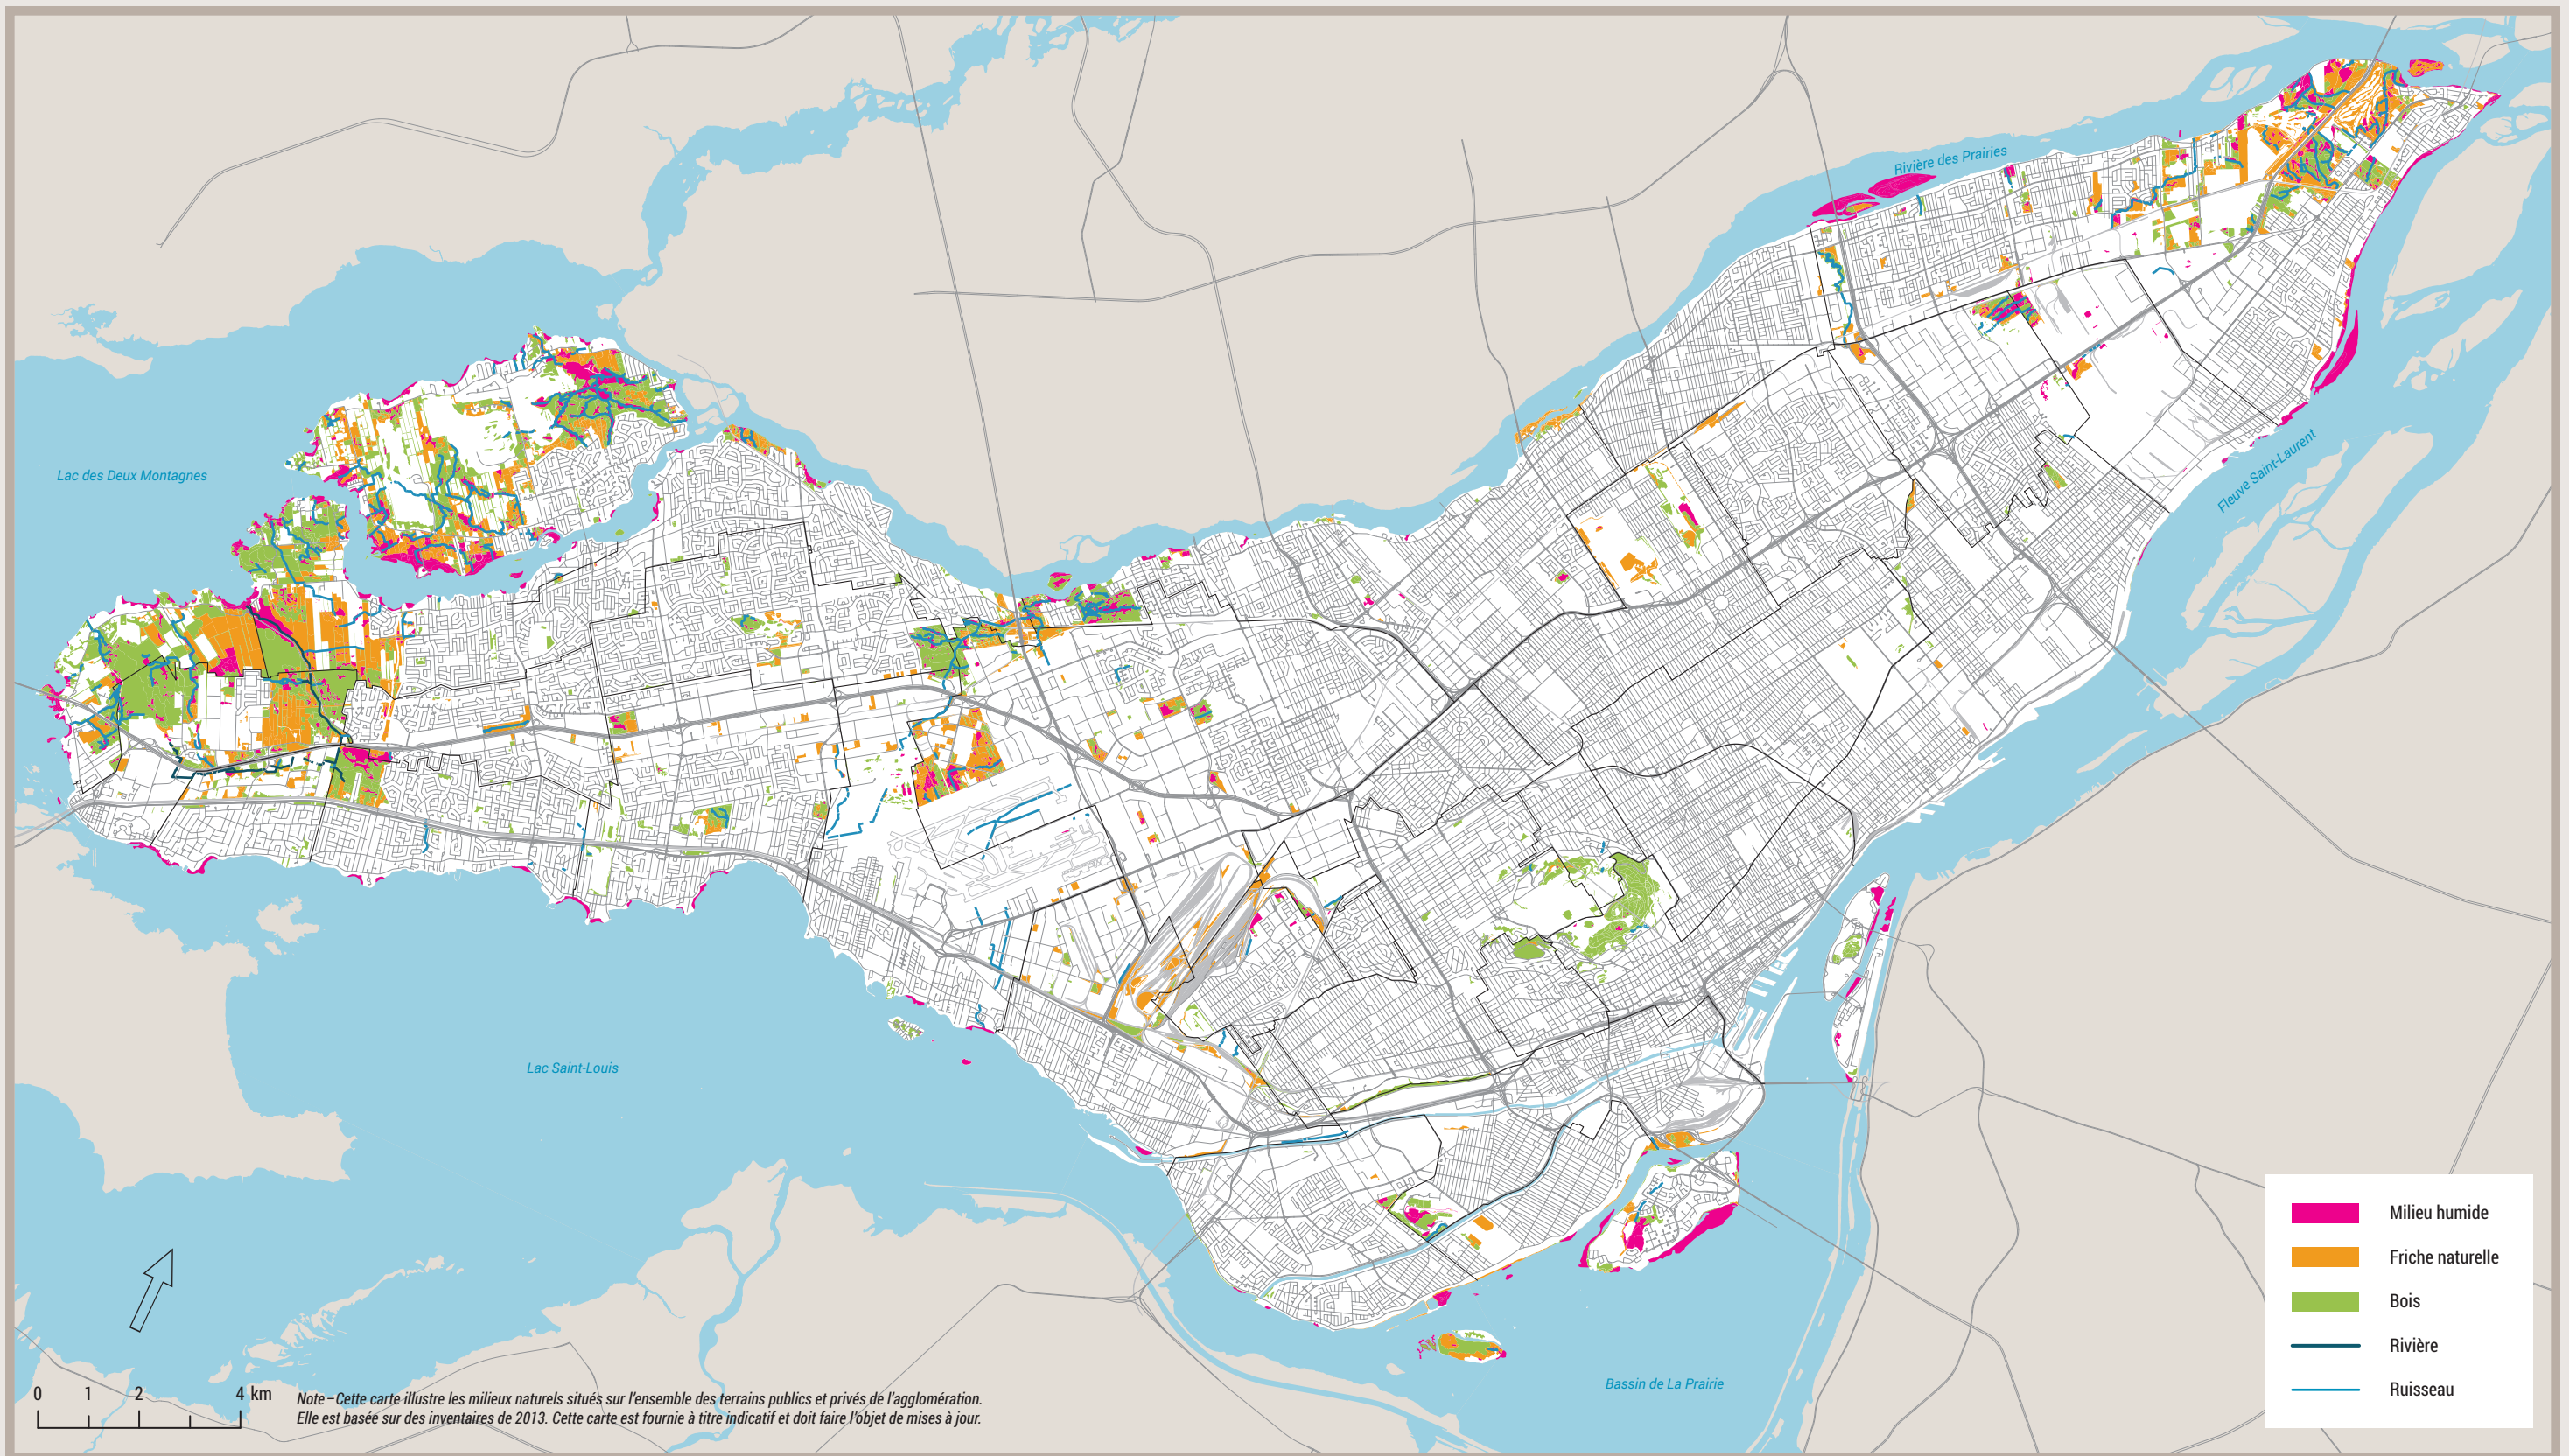 Rivière des Prairies
Lac des Deux Montagnes
Fleuve Saint-Laurent
Lac Saint-Louis
Bassin de La Prairie
Milieu humide
Friche naturelle
Bois
Rivière
Ruisseau
0 1 2 4 km
Note – Cette carte illustre les milieux naturels situés sur l'ensemble des terrains publics et privés de l'agglomération.
Elle est basée sur des inventaires de 2013. Cette carte est fournie à titre indicatif et doit faire l'objet de mises à jour.